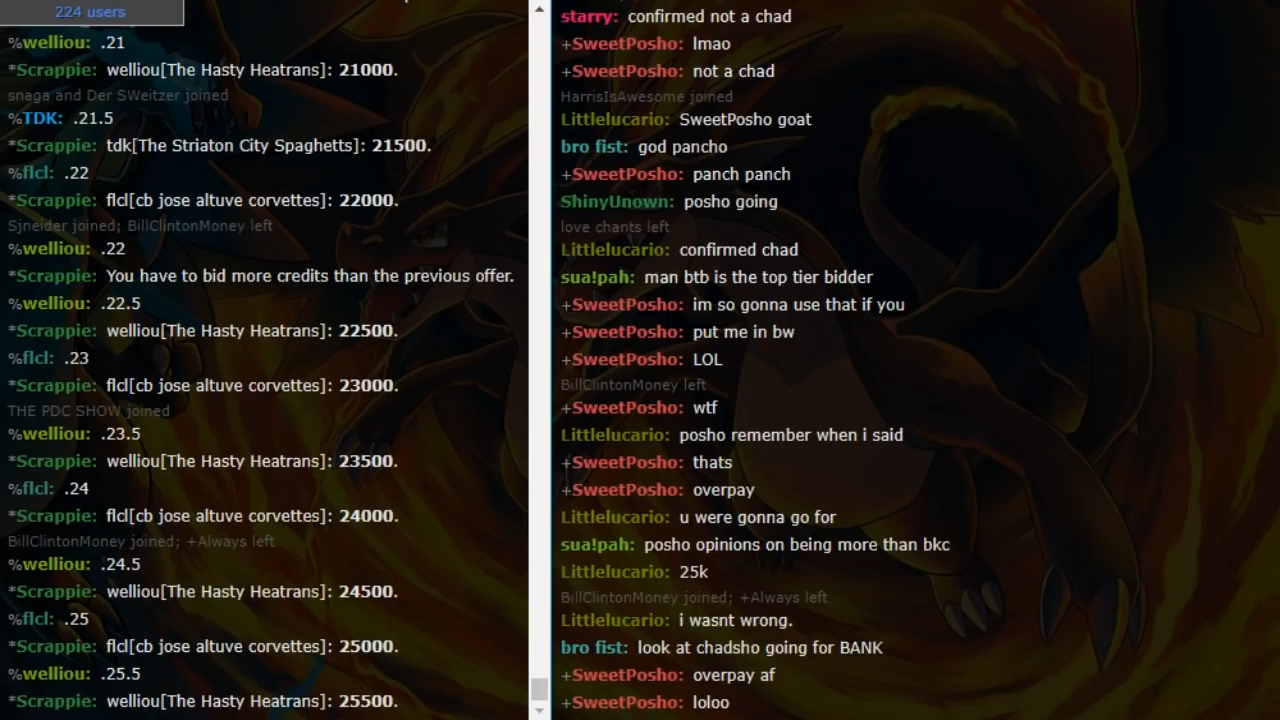 224 users
%welliou: .21
*Scrappie: welliou[The Hasty Heatrans]: 21000.
snaga and Der SWeitzer joined
%TDK: .21.5
*Scrappie: tdk[The Striaton City Spaghetts]: 21500.
%flcl: .22
*Scrappie: flcl[cb jose altuve corvettes]: 22000.
Sjneider joined; BillClintonMoney left
%welliou: .22
*Scrappie: You have to bid more credits than the previous offer.
%welliou: .22.5
*Scrappie: welliou[The Hasty Heatrans]: 22500.
%flcl: .23
*Scrappie: flcl[cb jose altuve corvettes]: 23000.
THE PDC SHOW joined
%welliou: .23.5
*Scrappie: welliou[The Hasty Heatrans]: 23500.
%flcl: .24
*Scrappie: flcl[cb jose altuve corvettes]: 24000.
BillClintonMoney joined; +Always left
%welliou: .24.5
*Scrappie: welliou[The Hasty Heatrans]: 24500.
%flcl: .25
*Scrappie: flcl[cb jose altuve corvettes]: 25000.
%welliou: .25.5
*Scrappie: welliou[The Hasty Heatrans]: 25500.
starry: confirmed not a chad
+SweetPosho: lmao
+SweetPosho: not a chad
HarrisIsAwesome joined
Littlelucario: SweetPosho goat
bro fist: god pancho
+SweetPosho: panch panch
ShinyUnown: posho going
love chants left
Littlelucario: confirmed chad
sua!pah: man btb is the top tier bidder
+SweetPosho: im so gonna use that if you
+SweetPosho: put me in bw
+SweetPosho: LOL
BillClintonMoney left
+SweetPosho: wtf
Littlelucario: posho remember when i said
+SweetPosho: thats
+SweetPosho: overpay
Littlelucario: u were gonna go for
sua!pah: posho opinions on being more than bkc
Littlelucario: 25k
BillClintonMoney joined; +Always left
Littlelucario: i wasnt wrong.
bro fist: look at chadsho going for BANK
+SweetPosho: overpay af
+SweetPosho: loloo